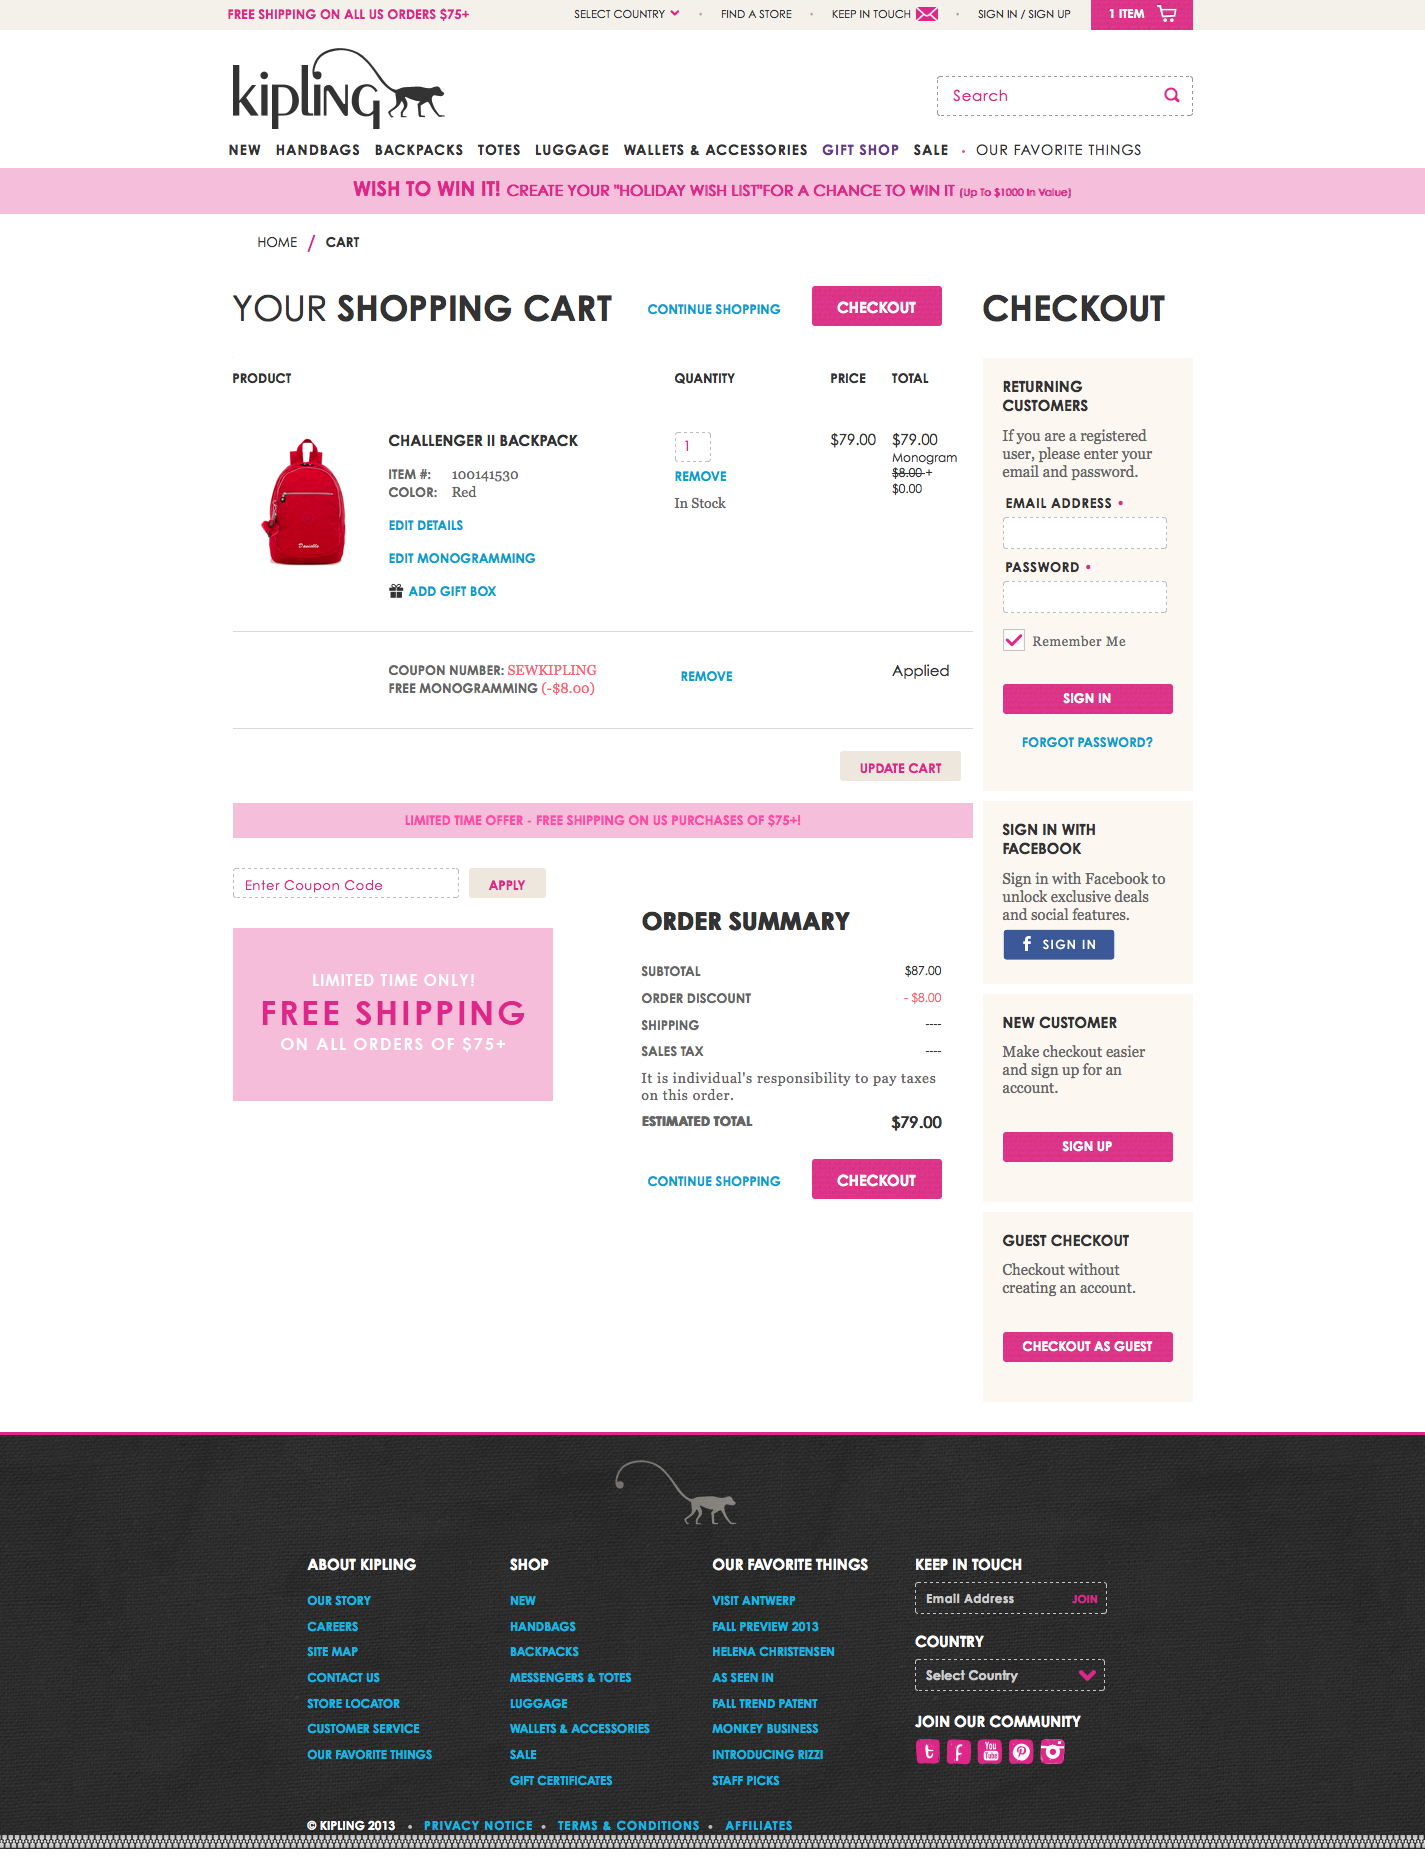 FREE SHIPPING ON ALL US ORDERS $75+
SELECT COUNTRY • FIND A STORE • KEEP IN TOUCH • SIGN IN / SIGN UP
1 ITEM
kipling
Search
NEW HANDBAGS BACKPACKS TOTES LUGGAGE WALLETS & ACCESSORIES GIFT SHOP SALE • OUR FAVORITE THINGS
WISH TO WIN IT! CREATE YOUR "HOLIDAY WISH LIST"FOR A CHANCE TO WIN IT (Up To $1000 In Value)
HOME / CART
YOUR SHOPPING CART
CONTINUE SHOPPING
CHECKOUT
PRODUCT QUANTITY PRICE TOTAL
CHALLENGER II BACKPACK
ITEM #: 100141530
COLOR: Red
EDIT DETAILS
EDIT MONOGRAMMING
ADD GIFT BOX
Danielle
1
REMOVE
In Stock
$79.00
$79.00
Monogram
$8.00 +
$0.00
COUPON NUMBER: SEWKIPLING
FREE MONOGRAMMING (-$8.00)
REMOVE
Applied
UPDATE CART
LIMITED TIME OFFER - FREE SHIPPING ON US PURCHASES OF $75+!
Enter Coupon Code
APPLY
LIMITED TIME ONLY!
FREE SHIPPING
ON ALL ORDERS OF $75+
ORDER SUMMARY
SUBTOTAL $87.00
ORDER DISCOUNT - $8.00
SHIPPING ----
SALES TAX ----
It is individual's responsibility to pay taxes
on this order.
ESTIMATED TOTAL $79.00
CONTINUE SHOPPING
CHECKOUT
CHECKOUT
RETURNING
CUSTOMERS
If you are a registered
user, please enter your
email and password.
EMAIL ADDRESS •
PASSWORD •
Remember Me
SIGN IN
FORGOT PASSWORD?
SIGN IN WITH
FACEBOOK
Sign in with Facebook to
unlock exclusive deals
and social features.
f SIGN IN
NEW CUSTOMER
Make checkout easier
and sign up for an
account.
SIGN UP
GUEST CHECKOUT
Checkout without
creating an account.
CHECKOUT AS GUEST
ABOUT KIPLING
OUR STORY
CAREERS
SITE MAP
CONTACT US
STORE LOCATOR
CUSTOMER SERVICE
OUR FAVORITE THINGS
SHOP
NEW
HANDBAGS
BACKPACKS
MESSENGERS & TOTES
LUGGAGE
WALLETS & ACCESSORIES
SALE
GIFT CERTIFICATES
OUR FAVORITE THINGS
VISIT ANTWERP
FALL PREVIEW 2013
HELENA CHRISTENSEN
AS SEEN IN
FALL TREND PATENT
MONKEY BUSINESS
INTRODUCING RIZZI
STAFF PICKS
KEEP IN TOUCH
Email Address JOIN
COUNTRY
Select Country
JOIN OUR COMMUNITY
t f You Tube P
© KIPLING 2013 • PRIVACY NOTICE • TERMS & CONDITIONS • AFFILIATES